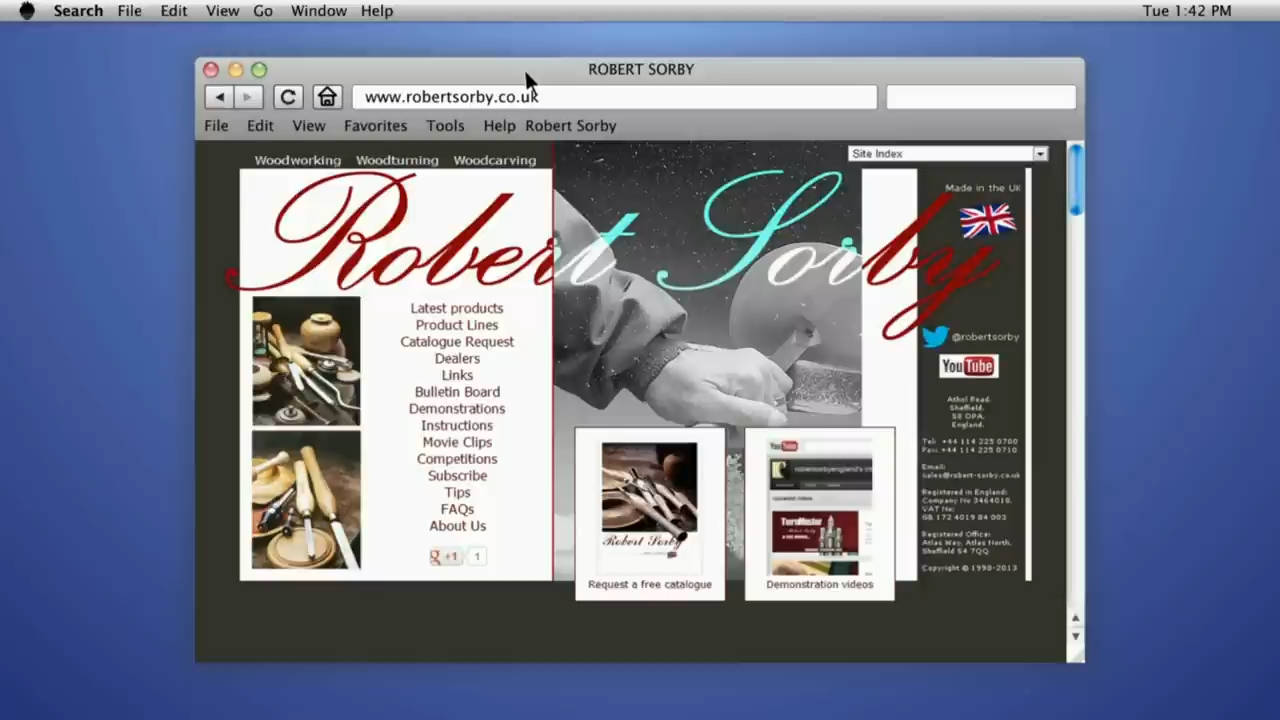 Search File Edit View Go Window Help Tue 1:42 PM
ROBERT SORBY
www.robertsorby.co.uk
File Edit View Favorites Tools Help Robert Sorby
Woodworking Woodturning Woodcarving
Site Index
Made in the UK
Robert Sorby
Latest products
Product Lines
Catalogue Request
Dealers
Links
Bulletin Board
Demonstrations
Instructions
Movie Clips
Competitions
Subscribe
Tips
FAQs
About Us
+1 1
Robert Sorby
Request a free catalogue
YouTube
TurnMaster
Demonstration videos
@robertsorby
YouTube
Athol Road,
Sheffield,
S8 0PA,
England.
Tel: +44 114 225 0700
Fax: +44 114 225 0710
Email:
sales@robert-sorby.co.uk
Registered in England:
Company No 3464018.
VAT No:
GB 172 4019 84 003
Registered Office:
Atlas Way, Atlas North,
Sheffield S4 7QQ
Copyright © 1998-2013